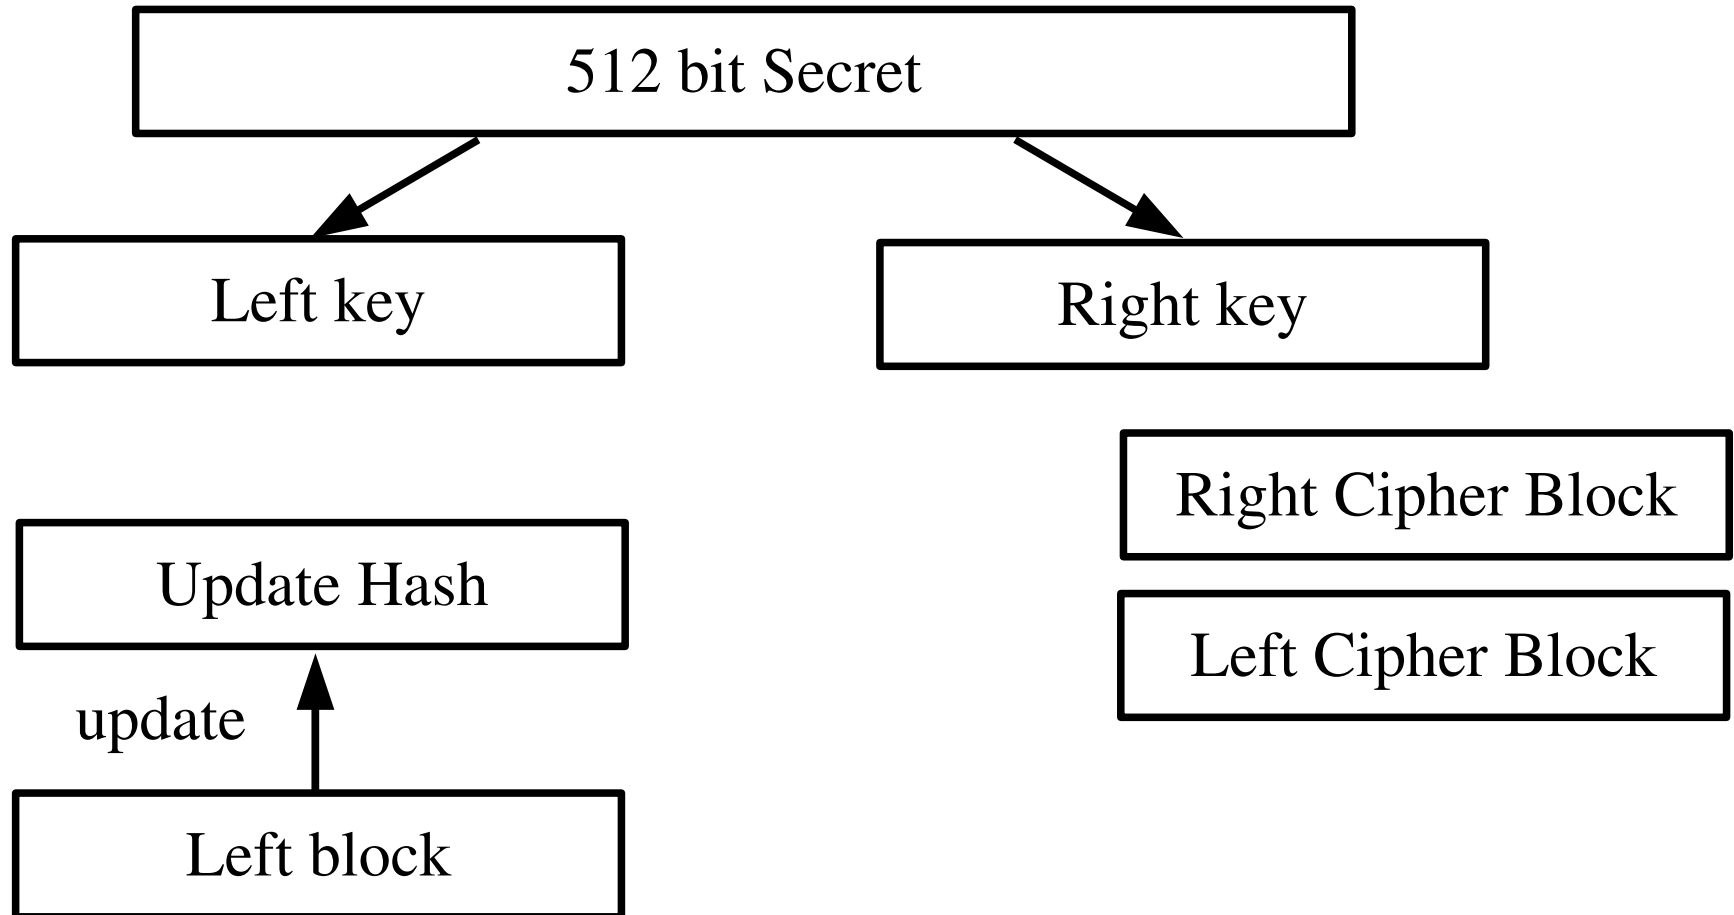 512 bit Secret
Left key
Right key
Right Cipher Block
Update Hash
Left Cipher Block
update
Left block